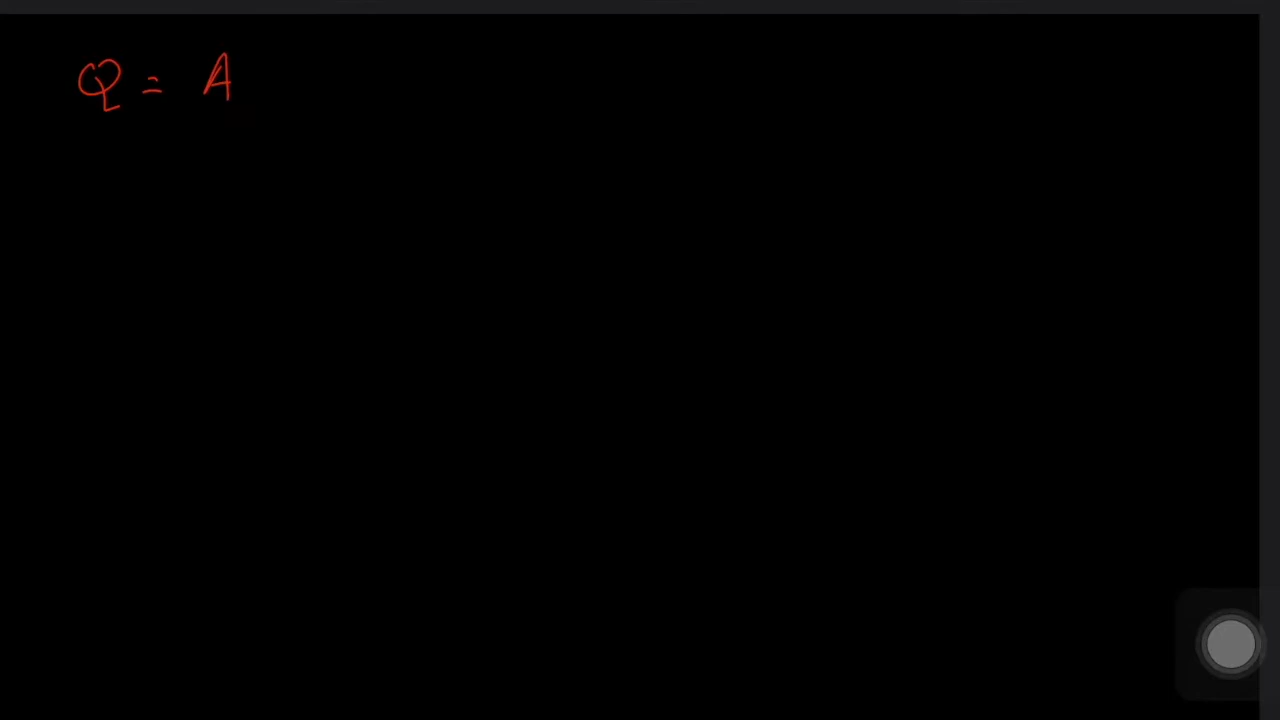 Q = A